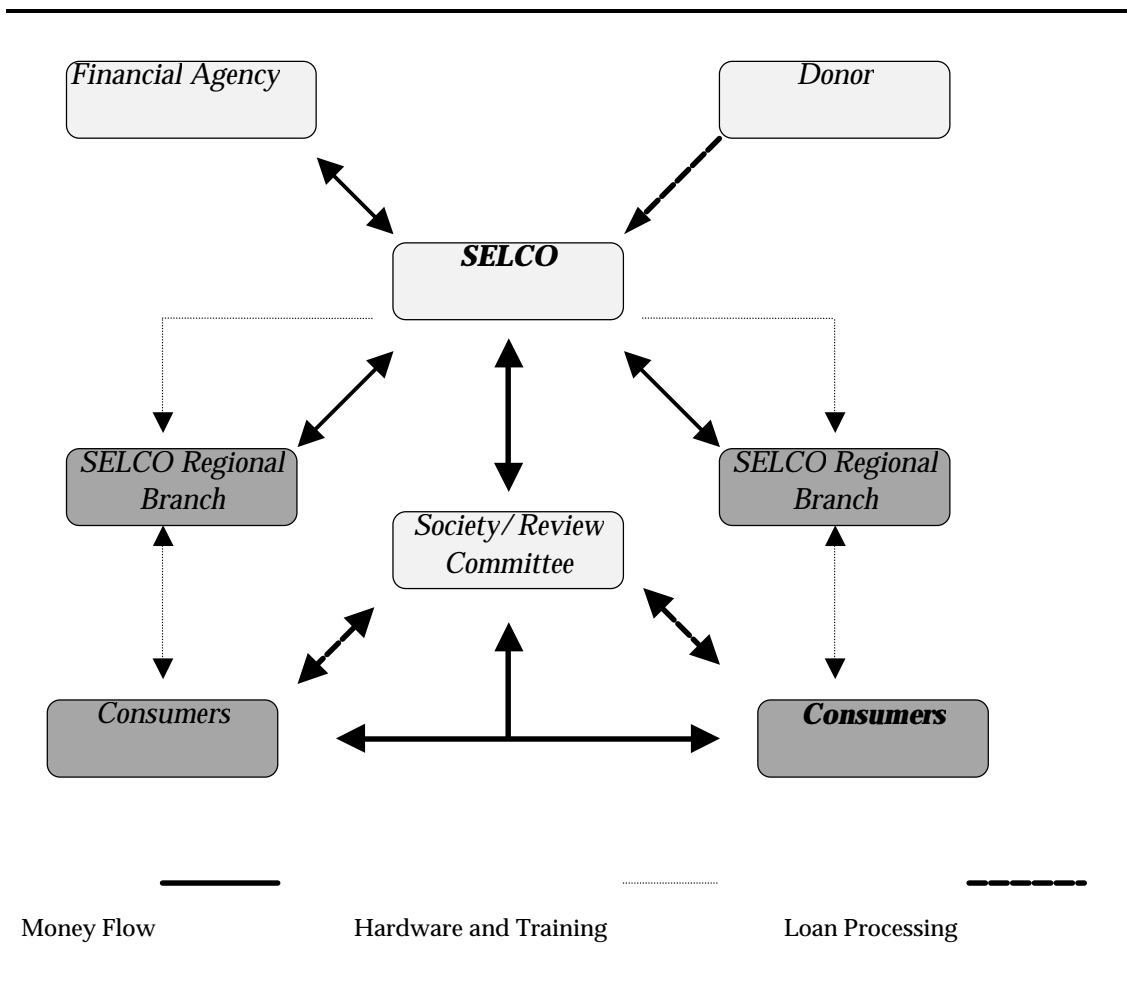 Financial Agency
Donor
SELCO
SELCO Regional
Branch
SELCO Regional
Branch
Society/Review
Committee
Consumers
Consumers
Money Flow
Hardware and Training
Loan Processing